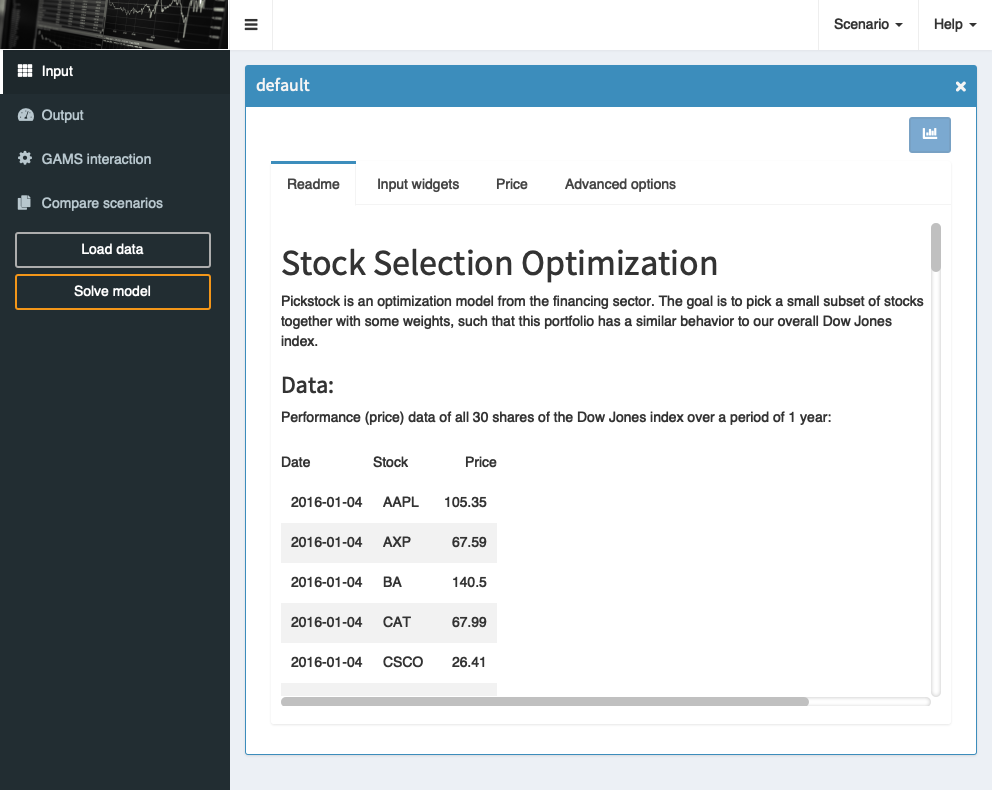 Scenario
Help
Input
Output
GAMS interaction
Compare scenarios
Load data
Solve model
default
Readme
Input widgets
Price
Advanced options
Stock Selection Optimization
Pickstock is an optimization model from the financing sector. The goal is to pick a small subset of stocks
together with some weights, such that this portfolio has a similar behavior to our overall Dow Jones
index.
Data:
Performance (price) data of all 30 shares of the Dow Jones index over a period of 1 year:
Date Stock Price
2016-01-04 AAPL 105.35
2016-01-04 AXP 67.59
2016-01-04 BA 140.5
2016-01-04 CAT 67.99
2016-01-04 CSCO 26.41